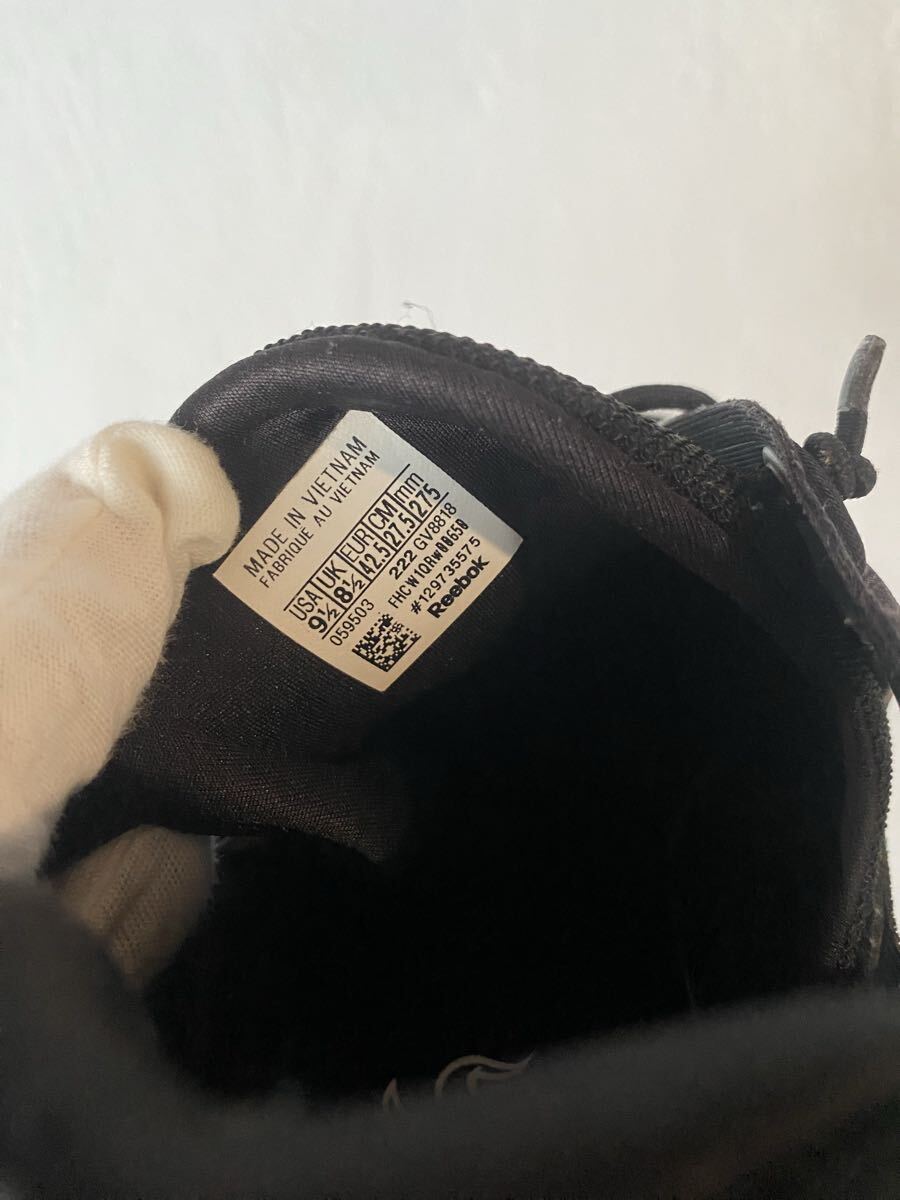 MADE IN VIETNAM
FABRIQUE AU VIETNAM
USA UK EUR CM mm
9½ 8½ 42.5 27.5 275
059503 222 GV8818
FHCW1QRW00650
#129735575
Reebok